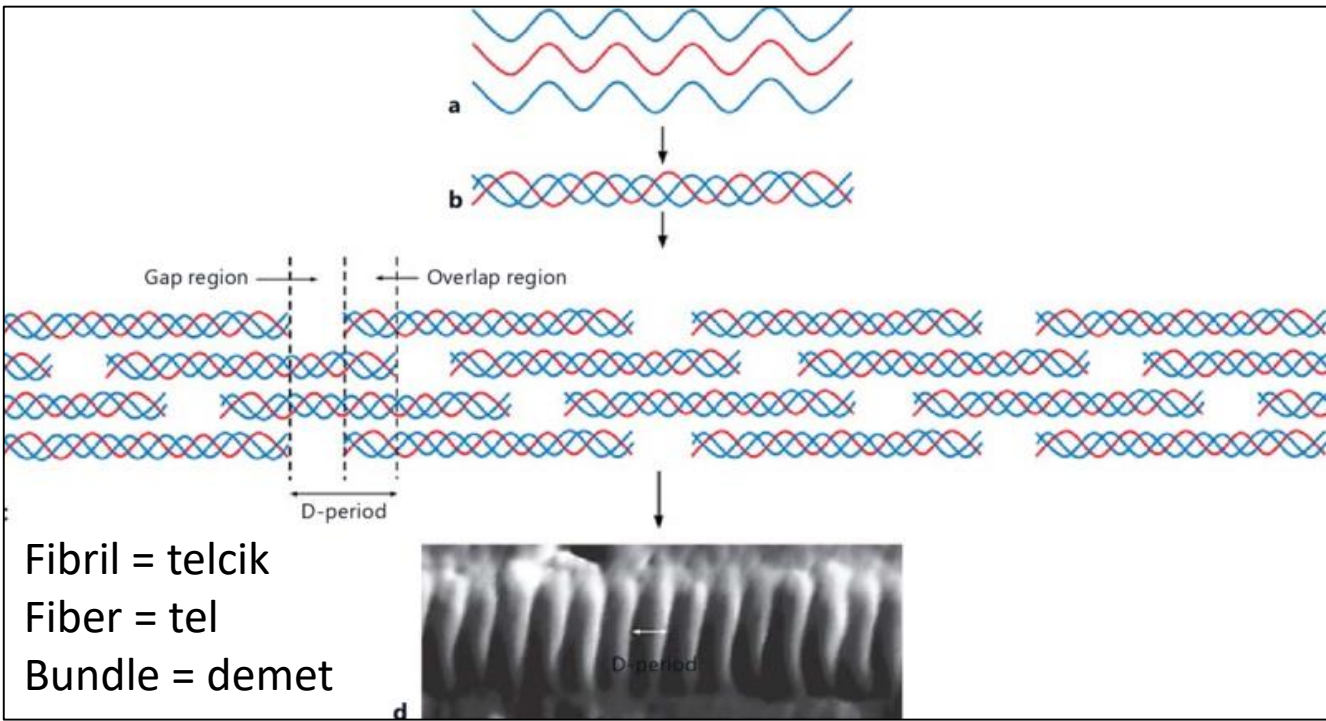 a
b
Gap region
Overlap region
D-period
Fibril = telcik
Fiber = tel
Bundle = demet
D-period
d